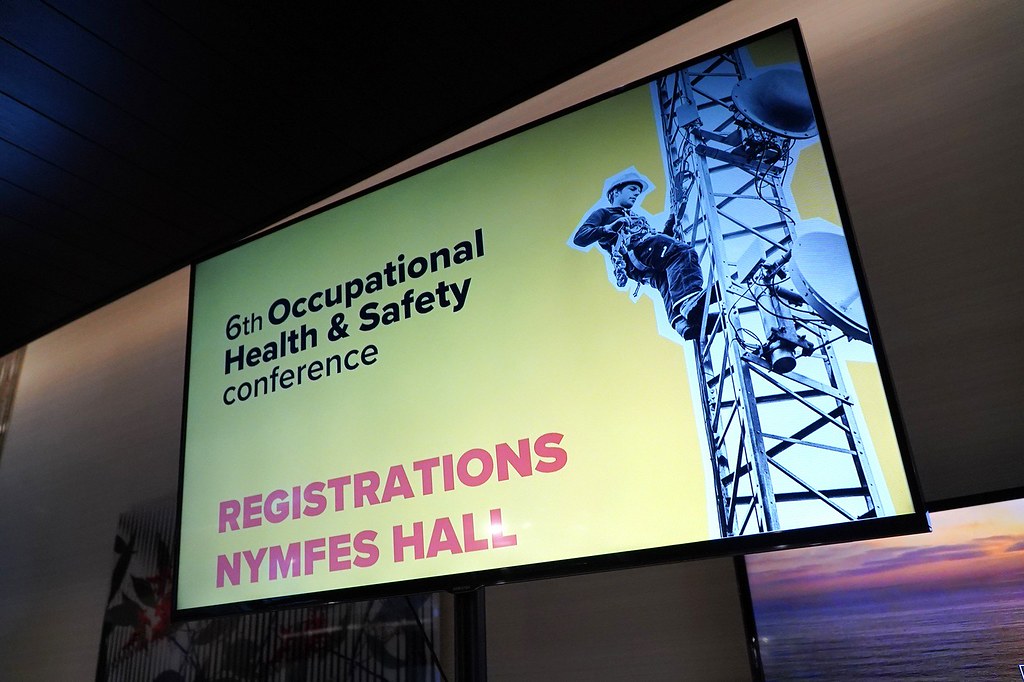 6th Occupational
Health & Safety
conference
REGISTRATIONS
NYMFES HALL